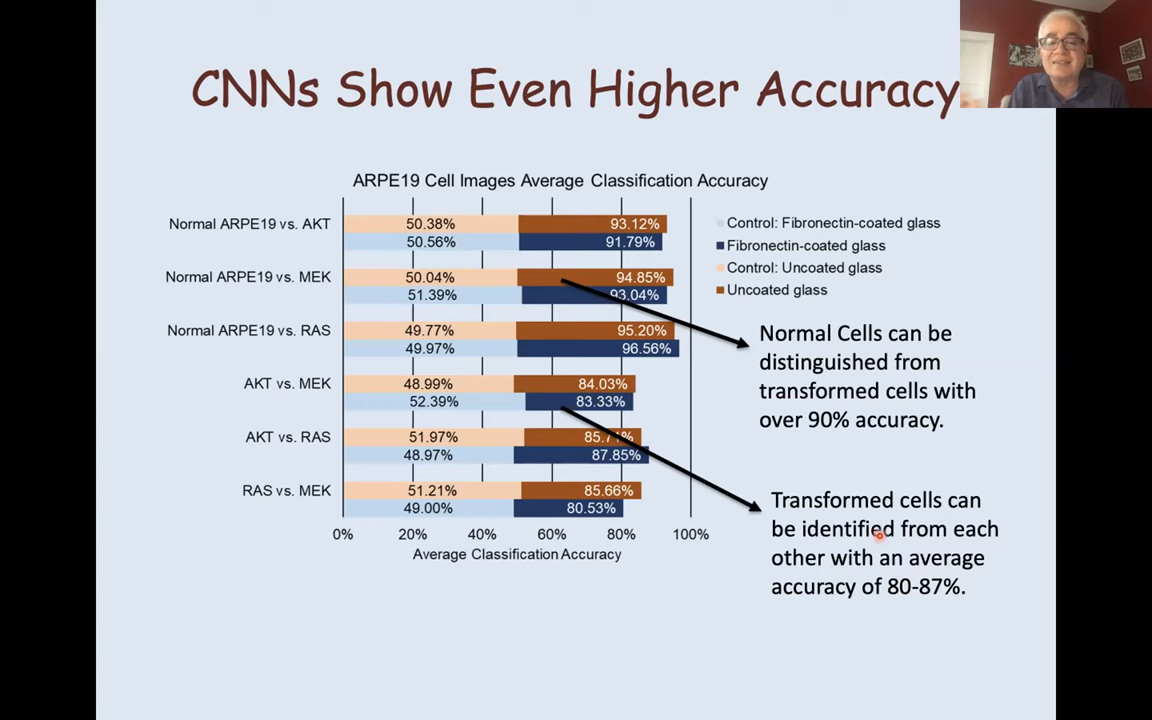 CNNs Show Even Higher Accuracy
ARPE19 Cell Images Average Classification Accuracy
Normal ARPE19 vs. AKT
50.38%
93.12%
50.56%
91.79%
Normal ARPE19 vs. MEK
50.04%
94.85%
51.39%
93.04%
Normal ARPE19 vs. RAS
49.77%
95.20%
49.97%
96.56%
AKT vs. MEK
48.99%
84.03%
52.39%
83.33%
AKT vs. RAS
51.97%
48.97%
87.85%
RAS vs. MEK
51.21%
85.66%
49.00%
80.53%
0% 20% 40% 60% 80% 100%
Average Classification Accuracy
Control: Fibronectin-coated glass
Fibronectin-coated glass
Control: Uncoated glass
Uncoated glass
Normal Cells can be
distinguished from
transformed cells with
over 90% accuracy.
Transformed cells can
be identified from each
other with an average
accuracy of 80-87%.